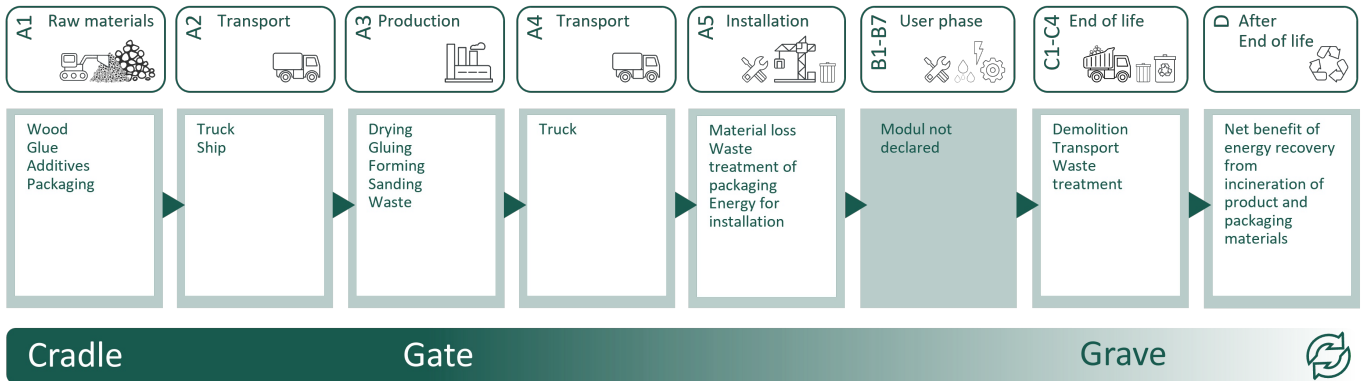 A1
Raw materials
A2
Transport
A3
Production
A4
Transport
A5
Installation
B1-B7
User phase
C1-C4
End of life
D
After
End of life
Wood
Glue
Additives
Packaging
Truck
Ship
Drying
Gluing
Forming
Sanding
Waste
Truck
Material loss
Waste
treatment of
packaging
Energy for
installation
Modul not
declared
Demolition
Transport
Waste
treatment
Net benefit of
energy recovery
from
incineration of
product and
packaging
materials
Cradle
Gate
Grave